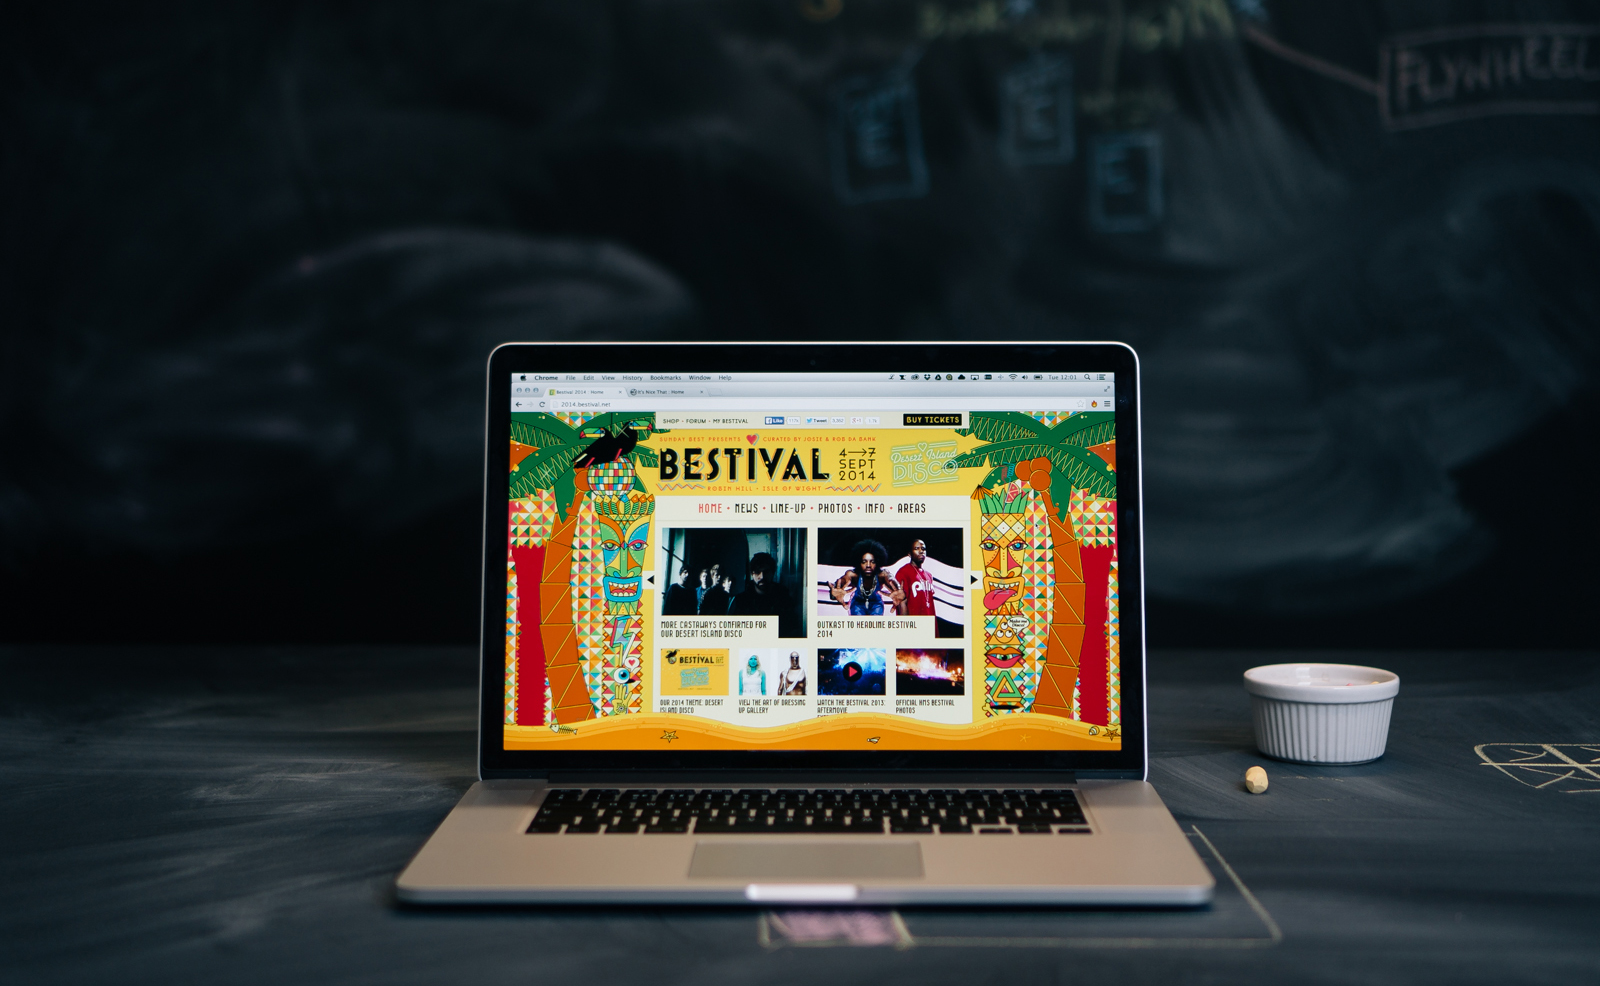 FLYWHEEL
Chrome File Edit View History Bookmarks Window Help Tue 12:01
Bestival 2014 : Home It's Nice That : Home
2014.bestival.net
SHOP - FORUM - MY BESTIVAL Like Tweet BUY TICKETS
SUNDAY BEST PRESENTS CURATED BY JOSIE & ROB DA BANK
BESTIVAL
4→7
SEPT
2014
Desert Island
DISCO
ROBIN HILL - ISLE OF WIGHT
HOME • NEWS • LINE-UP • PHOTOS • INFO • AREAS
MORE CASTAWAYS CONFIRMED FOR
OUR DESERT ISLAND DISCO
OUTKAST TO HEADLINE BESTIVAL
2014
BESTIVAL
OUR 2014 THEME: DESERT
ISLAND DISCO
VIEW THE ART OF DRESSING
UP GALLERY
WATCH THE BESTIVAL 2013
AFTERMOVIE
OFFICIAL HMS BESTIVAL
PHOTOS